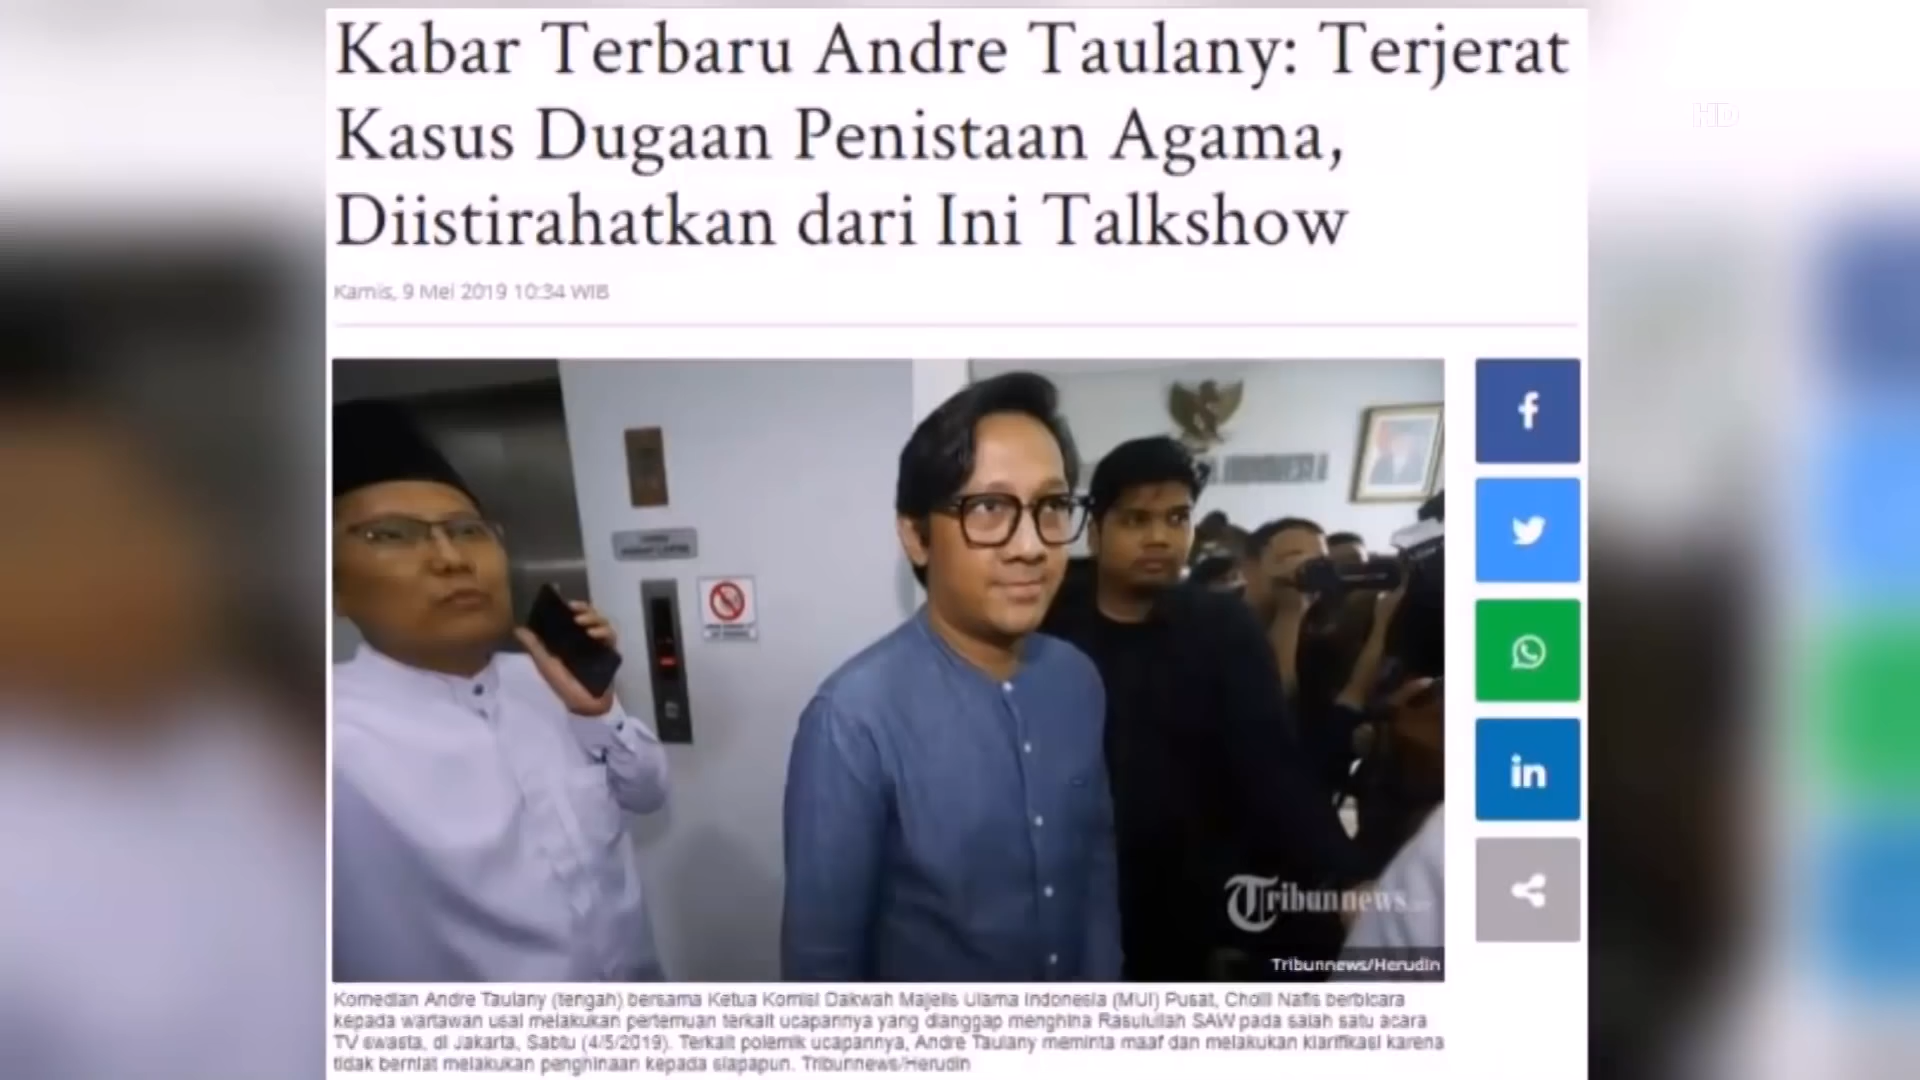 Kabar Terbaru Andre Taulany: Terjerat
Kasus Dugaan Penistaan Agama,
Diistirahatkan dari Ini Talkshow
HD
Kamis, 9 Mei 2019 10:34 WIB
INDONESIA
Tribunnews
Tribunnews/Herudin
Komedian Andre Taulany (tengah) bersama Ketua Komisi Dakwah Majelis Ulama Indonesia (MUI) Pusat, Cholil Nafis berbicara
kepada wartawan usai melakukan pertemuan terkait ucapannya yang dianggap menghina Rasulullah SAW pada salah satu acara
TV swasta, di Jakarta, Sabtu (4/5/2019). Terkait polemik ucapannya, Andre Taulany meminta maaf dan melakukan klarifikasi karena
tidak berniat melakukan penghinaan kepada siapapun. Tribunnews/Herudin